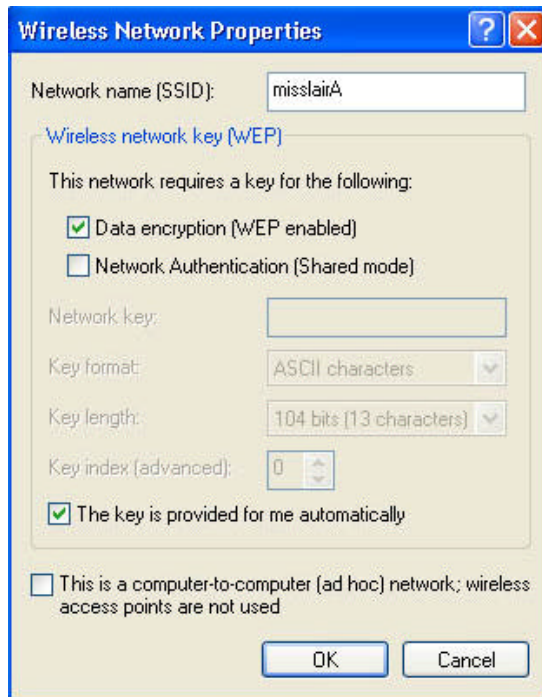 Wireless Network Properties
?
Network name (SSID): misslairA
Wireless network key (WEP)
This network requires a key for the following:
Data encryption (WEP enabled)
Network Authentication (Shared mode)
Network key:
Key format: ASCII characters
Key length: 104 bits (13 characters)
Key index (advanced): 0
The key is provided for me automatically
This is a computer-to-computer (ad hoc) network; wireless
access points are not used
OK Cancel